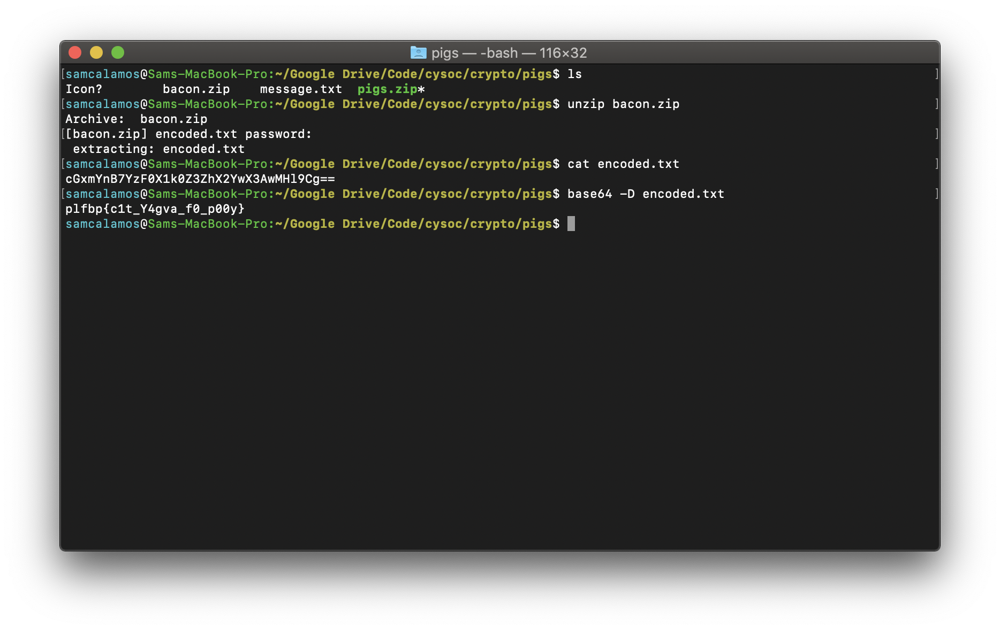 pigs — -bash — 116×32
[samcalamos@Sams-MacBook-Pro:~/Google Drive/Code/cysoc/crypto/pigs$ ls ]
Icon? bacon.zip message.txt pigs.zip*
[samcalamos@Sams-MacBook-Pro:~/Google Drive/Code/cysoc/crypto/pigs$ unzip bacon.zip ]
Archive:  bacon.zip
[[bacon.zip] encoded.txt password: ]
 extracting: encoded.txt
[samcalamos@Sams-MacBook-Pro:~/Google Drive/Code/cysoc/crypto/pigs$ cat encoded.txt ]
cGxmYnB7YzF0X1k0Z3ZhX2YwX3AwMHl9Cg==
[samcalamos@Sams-MacBook-Pro:~/Google Drive/Code/cysoc/crypto/pigs$ base64 -D encoded.txt ]
plfbp{c1t_Y4gva_f0_p00y}
samcalamos@Sams-MacBook-Pro:~/Google Drive/Code/cysoc/crypto/pigs$